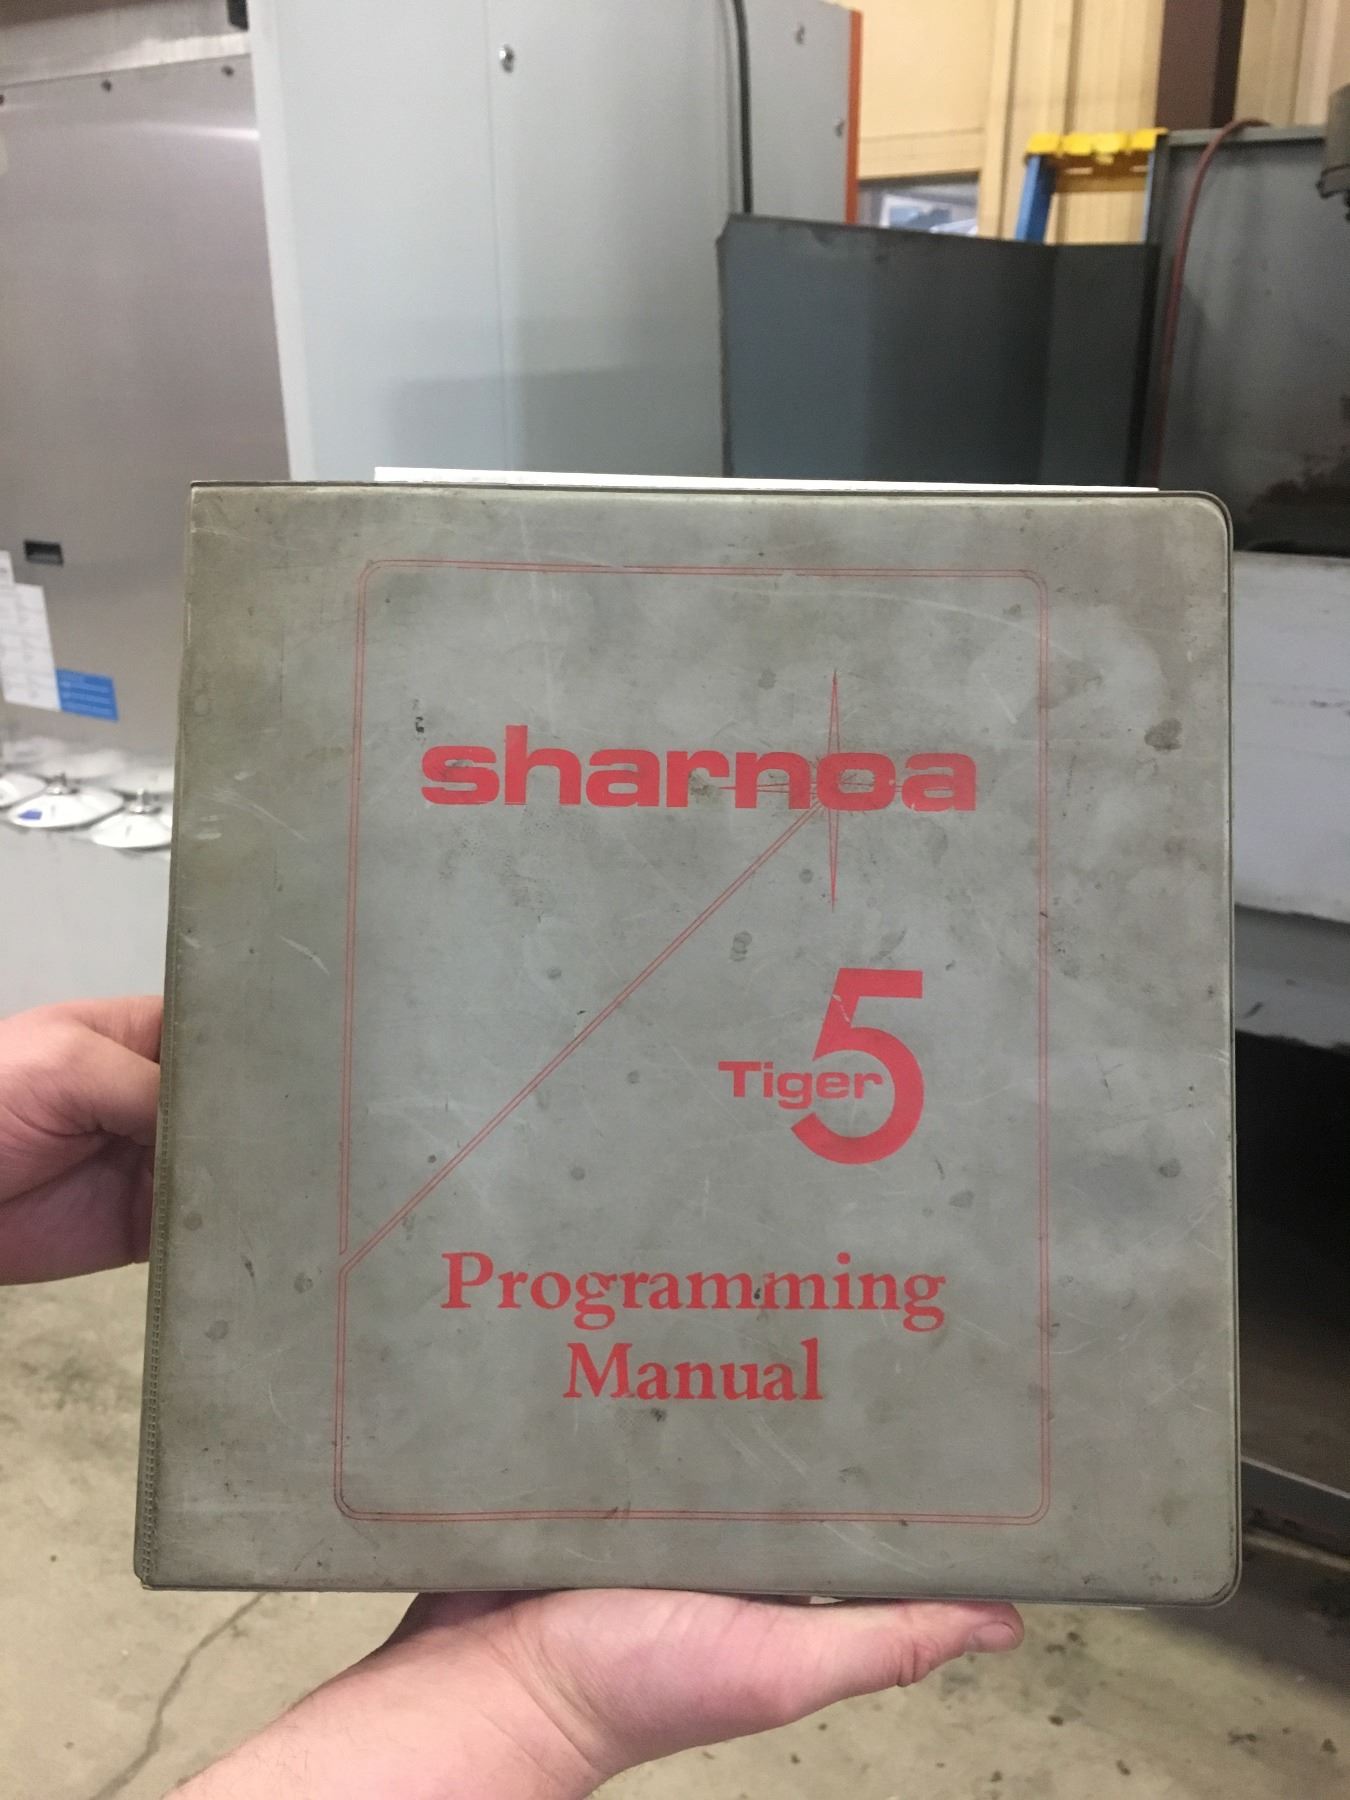 sharnoa
Tiger 5
Programming
Manual